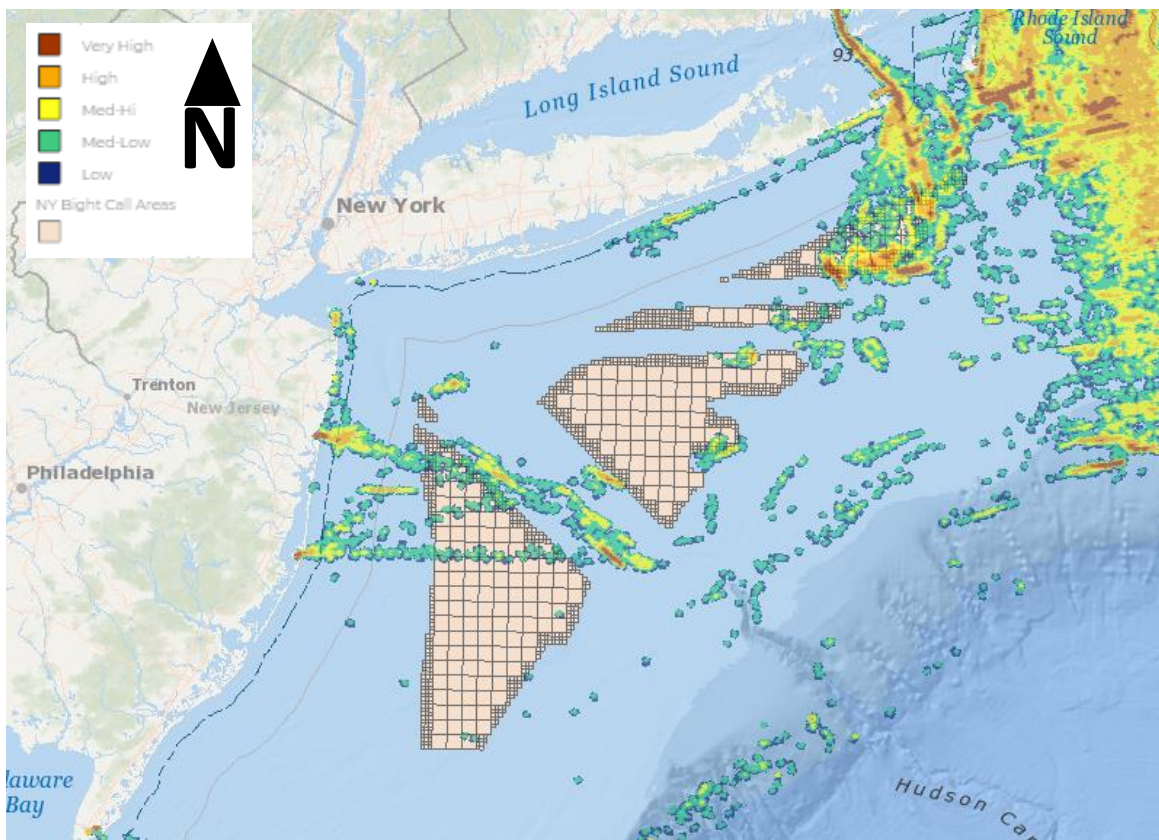 Very High
High
Med-Hi
Med-Low
Low
NY Bight Call Areas
N
Rhode Island
Sound
93
Long Island Sound
New York
Trenton
New Jersey
Philadelphia
laware
Bay
Hudson Can